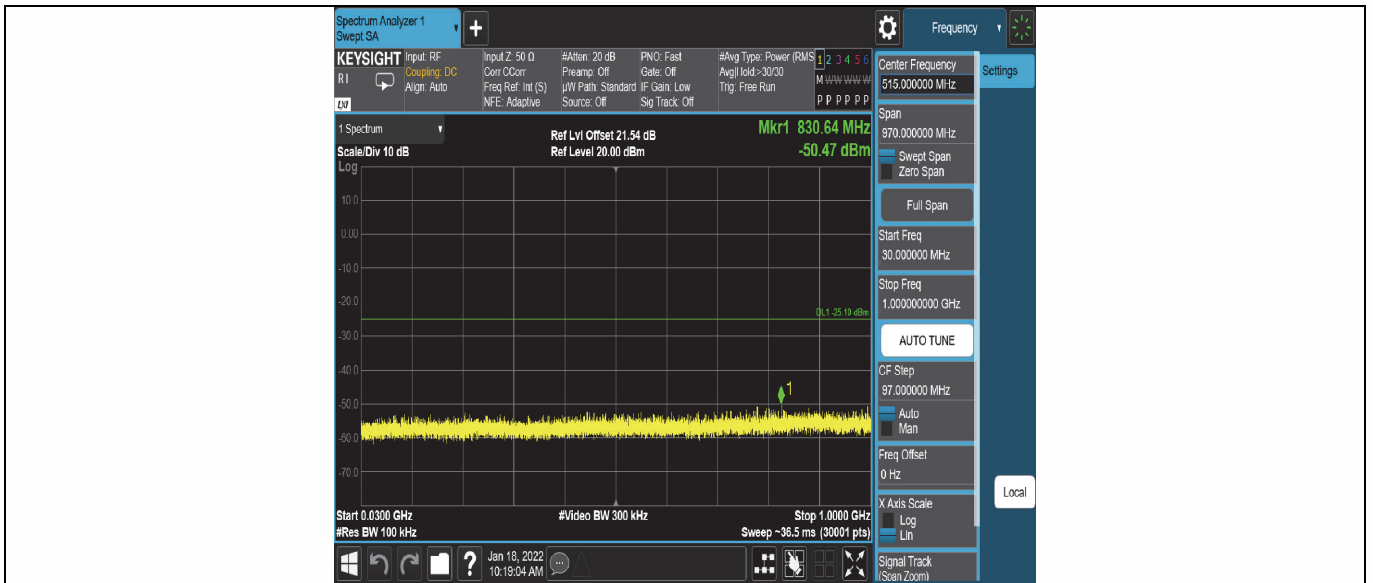 Spectrum Analyzer 1
Swept SA
Frequency
KEYSIGHT
R I
LXI
Input: RF
Coupling: DC
Align: Auto
Input Z: 50 Ω
Corr CCorr
Freq Ref: Int (S)
NFE: Adaptive
#Atten: 20 dB
Preamp: Off
µW Path: Standard
Source: Off
PNO: Fast
Gate: Off
IF Gain: Low
Sig Track: Off
#Avg Type: Power (RMS
Avg|Hold:>30/30
Trig: Free Run
1 2 3 4 5 6
M W W W W W
P P P P P P
1 Spectrum
Scale/Div 10 dB
Log
Ref Lvl Offset 21.54 dB
Ref Level 20.00 dBm
Mkr1 830.64 MHz
-50.47 dBm
10.0
0.00
-10.0
-20.0
DL1 -25.10 dBm
-30.0
-40.0
1
-50.0
-60.0
-70.0
Start 0.0300 GHz
#Res BW 100 kHz
#Video BW 300 kHz
Stop 1.0000 GHz
Sweep ~36.5 ms (30001 pts)
Jan 18, 2022
10:19:04 AM
Center Frequency
515.000000 MHz
Span
970.000000 MHz
Swept Span
Zero Span
Full Span
Start Freq
30.000000 MHz
Stop Freq
1.000000000 GHz
AUTO TUNE
CF Step
97.000000 MHz
Auto
Man
Freq Offset
0 Hz
X Axis Scale
Log
Lin
Signal Track
(Span Zoom)
Settings
Local